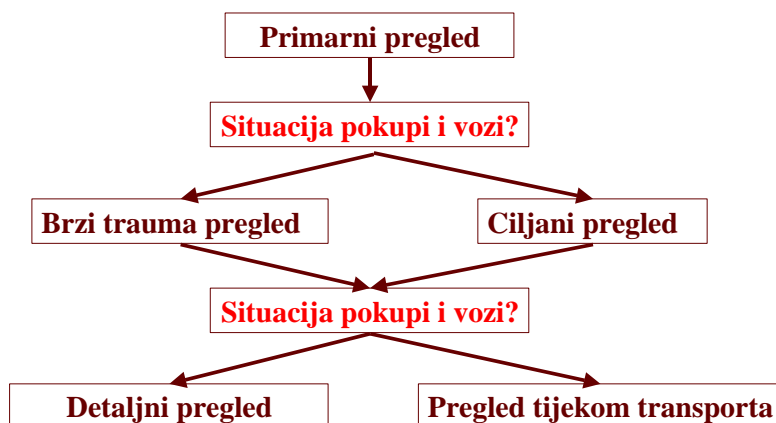 Primarni pregled
Situacija pokupi i vozi?
Brzi trauma pregled
Ciljani pregled
Situacija pokupi i vozi?
Detaljni pregled
Pregled tijekom transporta